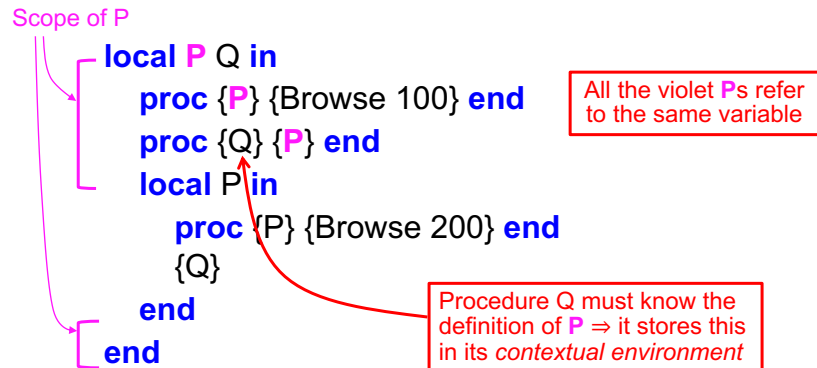 Scope of P
local P Q in
proc {P} {Browse 100} end
proc {Q} {P} end
local P in
proc {P} {Browse 200} end
{Q}
end
end
All the violet Ps refer
to the same variable
Procedure Q must know the
definition of P ⇒ it stores this
in its contextual environment